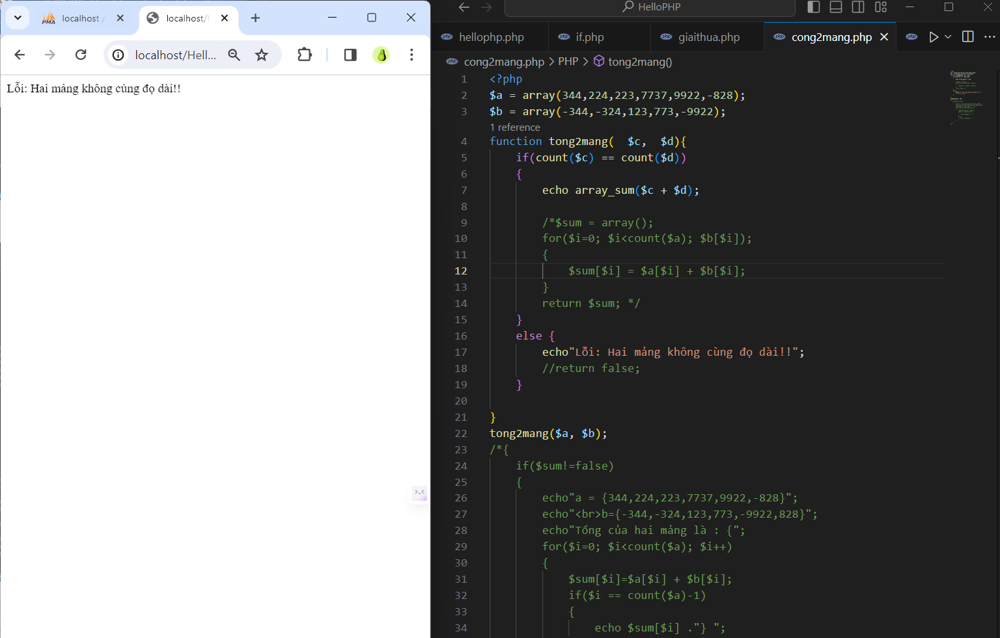 localhost /
localhost/H
localhost/Hell...
Lỗi: Hai mảng không cùng đọ dài!!
HelloPHP
hellophp.php
if.php
giaithua.php
cong2mang.php
cong2mang.php > PHP > tong2mang()
1 <?php
2 $a = array(344,224,223,7737,9922,-828);
3 $b = array(-344,-324,123,773,-9922);
1 reference
4 function tong2mang(  $c,  $d){
5     if(count($c) == count($d))
6     {
7         echo array_sum($c + $d);
8
9         /*$sum = array();
10         for($i=0; $i<count($a); $b[$i]);
11         {
12             $sum[$i] = $a[$i] + $b[$i];
13         }
14         return $sum; */
15     }
16     else {
17         echo"Lỗi: Hai mảng không cùng đọ dài!!";
18         //return false;
19     }
20
21 }
22 tong2mang($a, $b);
23 /*{
24     if($sum!=false)
25     {
26         echo"a = {344,224,223,7737,9922,-828}";
27         echo"<br>b={-344,-324,123,773,-9922,828}";
28         echo"Tổng của hai mảng là : {";
29         for($i=0; $i<count($a); $i++)
30         {
31             $sum[$i]=$a[$i] + $b[$i];
32             if($i == count($a)-1)
33             {
34                 echo $sum[$i] ."} ";